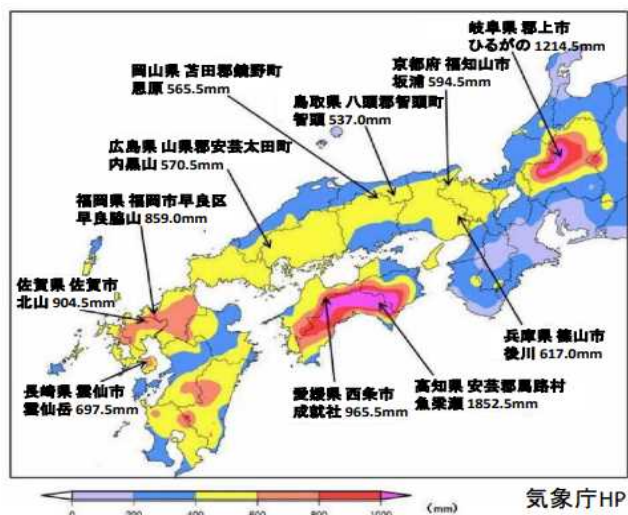 岐阜県 郡上市
ひるがの 1214.5mm
京都府 福知山市
坂浦 594.5mm
岡山県 苫田郡鏡野町
恩原 565.5mm
鳥取県 八頭郡智頭町
智頭 537.0mm
広島県 山県郡安芸太田町
内黒山 570.5mm
福岡県 福岡市早良区
早良脇山 859.0mm
佐賀県 佐賀市
北山 904.5mm
長崎県 雲仙市
雲仙岳 697.5mm
愛媛県 西条市
成就社 965.5mm
高知県 安芸郡馬路村
魚梁瀬 1852.5mm
兵庫県 篠山市
後川 617.0mm
0 200 400 600 800 1000 (mm)
気象庁HP